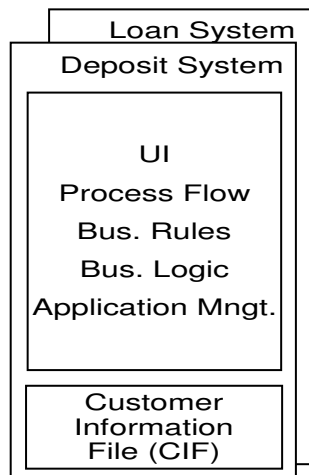 Loan System
Deposit System
UI
Process Flow
Bus. Rules
Bus. Logic
Application Mngt.
Customer
Information
File (CIF)